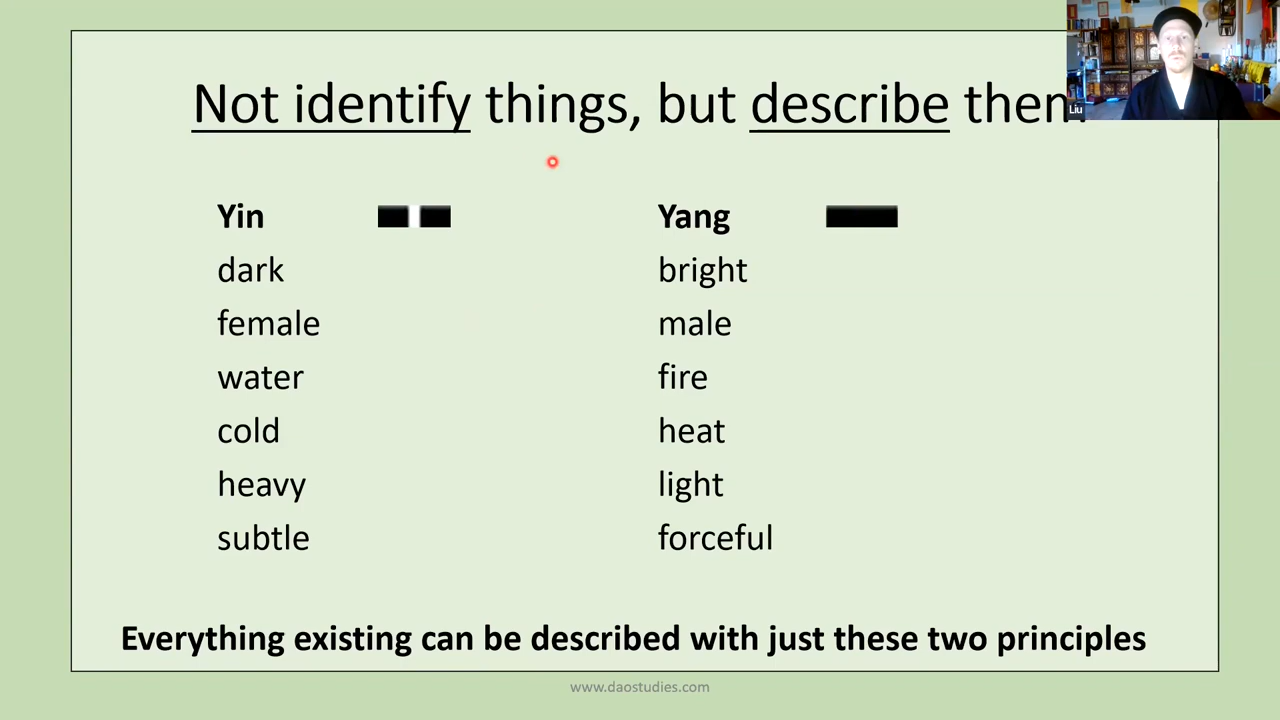 Not identify things, but describe them.
Liu
Yin Yang
dark bright
female male
water fire
cold heat
heavy light
subtle forceful
Everything existing can be described with just these two principles
www.daostudies.com